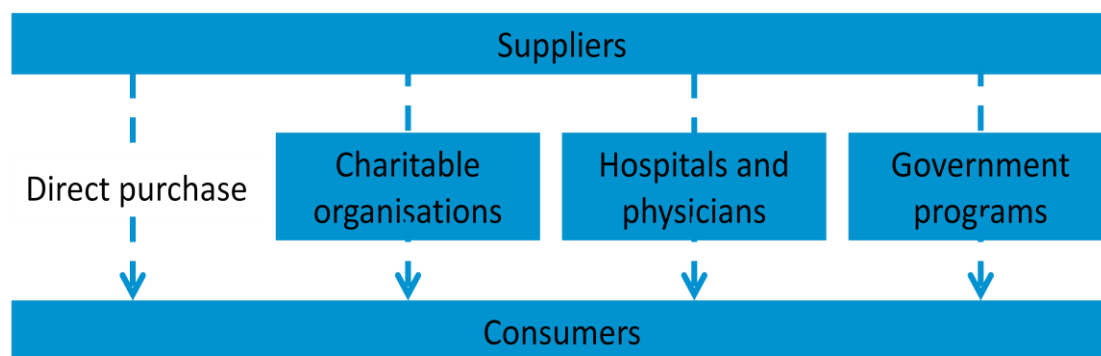 Suppliers
Direct purchase
Charitable
organisations
Hospitals and
physicians
Government
programs
Consumers